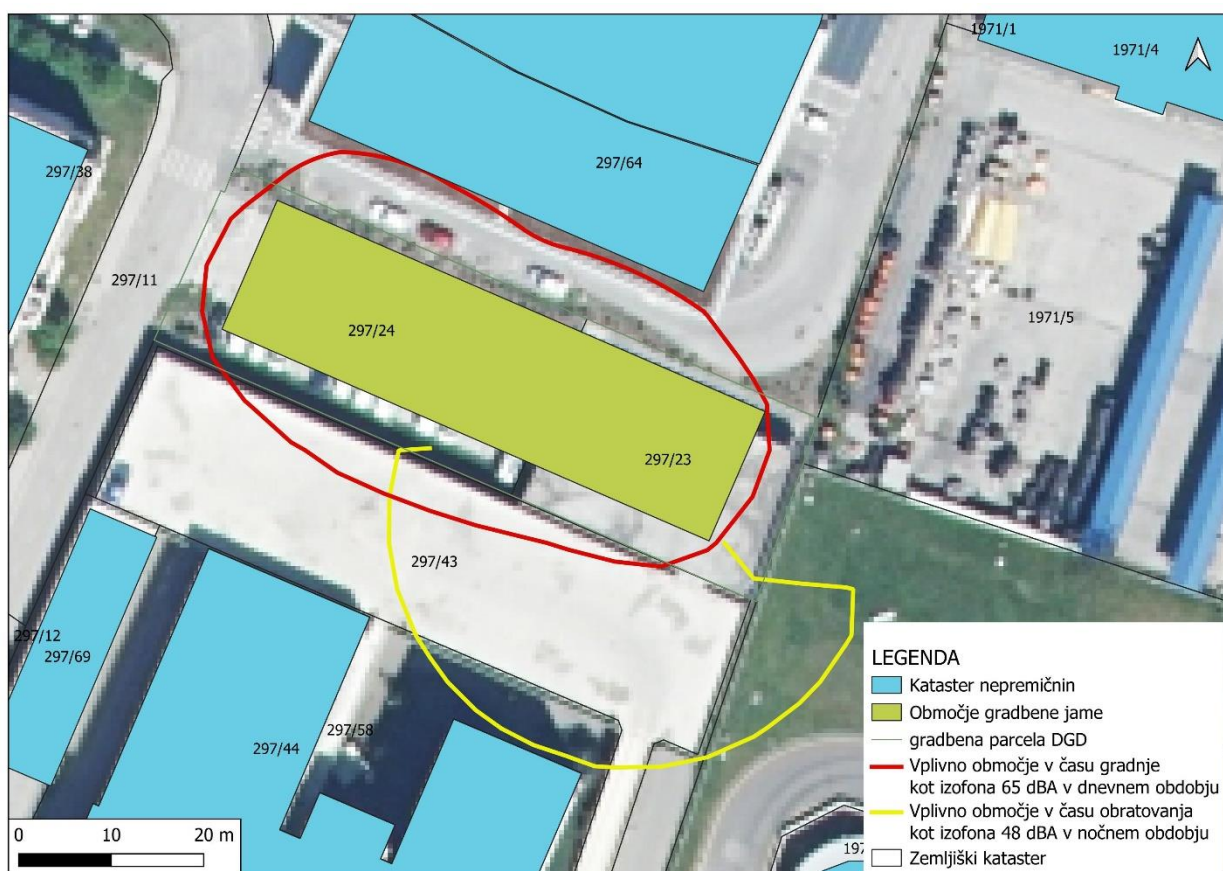 1971/1
1971/4
297/38
297/64
297/11
1971/5
297/24
297/23
297/43
297/12
297/69
297/58
297/44
0 10 20 m
LEGENDA
Kataster nepremičnin
Območje gradbene jame
gradbena parcela DGD
Vplivno območje v času gradnje
kot izofona 65 dBA v dnevnem obdobju
Vplivno območje v času obratovanja
kot izofona 48 dBA v nočnem obdobju
Zemljiški kataster